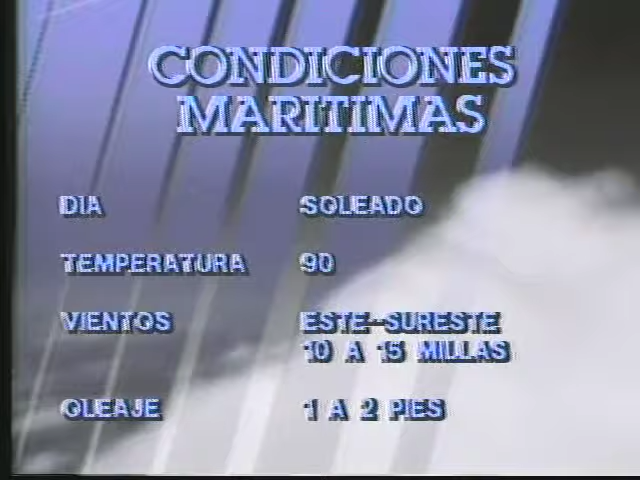 CONDICIONES
MARITIMAS
DIA SOLEADO
TEMPERATURA 90
VIENTOS ESTE-SURESTE
10 A 15 MILLAS
OLEAJE 1 A 2 PIES